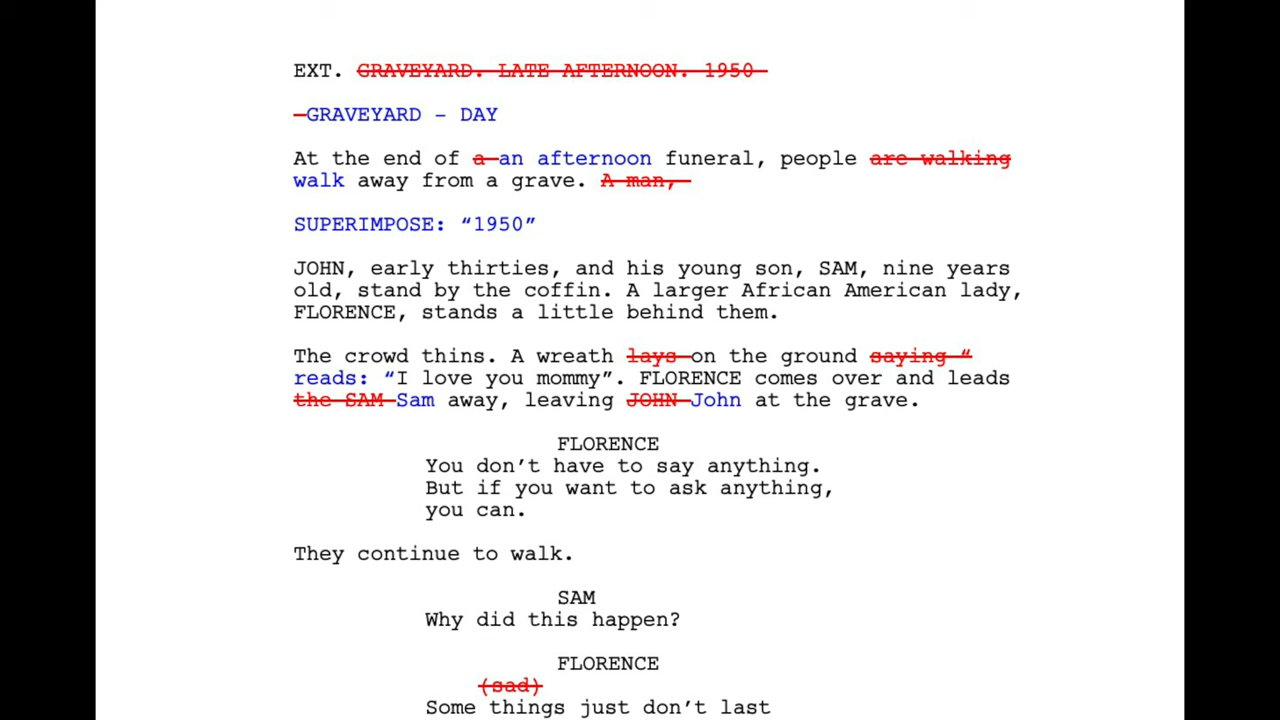 EXT. GRAVEYARD. LATE AFTERNOON. 1950
—GRAVEYARD – DAY
At the end of a an afternoon funeral, people are walking
walk away from a grave. A man,
SUPERIMPOSE: “1950”
JOHN, early thirties, and his young son, SAM, nine years
old, stand by the coffin. A larger African American lady,
FLORENCE, stands a little behind them.
The crowd thins. A wreath lays on the ground saying “
reads: “I love you mommy”. FLORENCE comes over and leads
the SAM Sam away, leaving JOHN John at the grave.
FLORENCE
You don’t have to say anything.
But if you want to ask anything,
you can.
They continue to walk.
SAM
Why did this happen?
FLORENCE
(sad)
Some things just don’t last